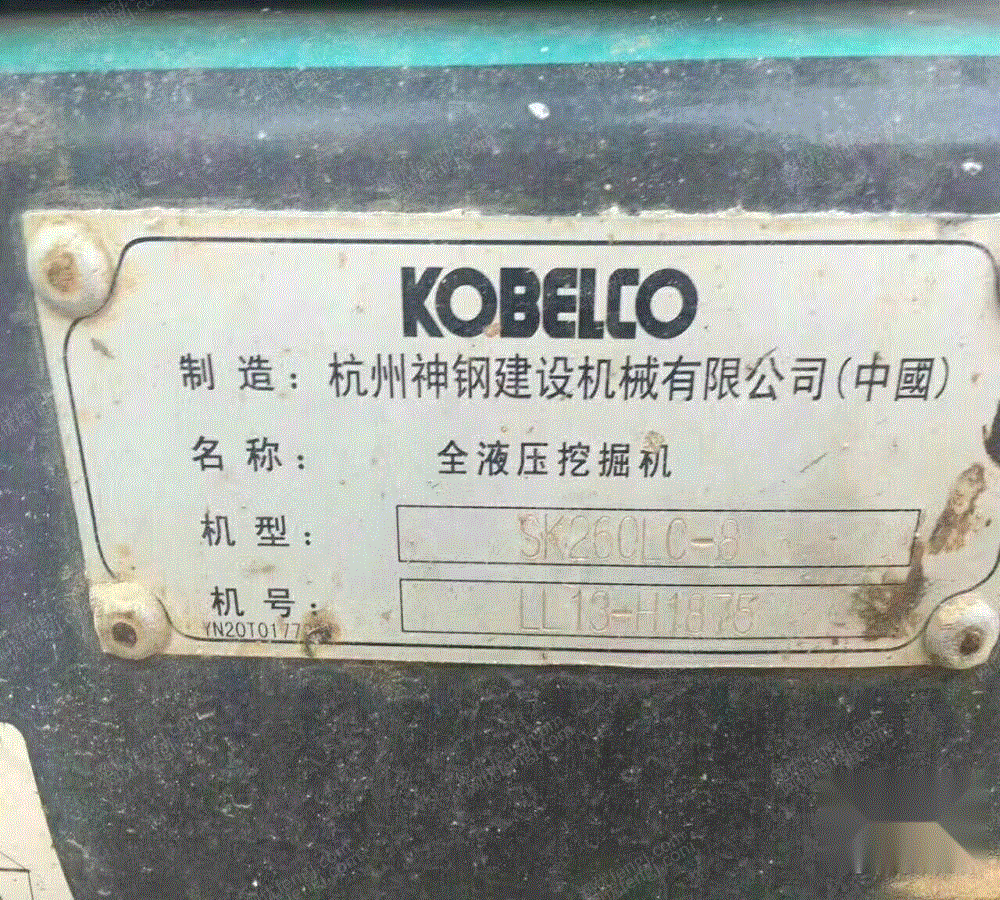 KOBELCO
制造：杭州神钢建设机械有限公司(中國)
名称：全液压挖掘机
机型：SK260LC-8
机号：LL13-H1875
YN20T0177